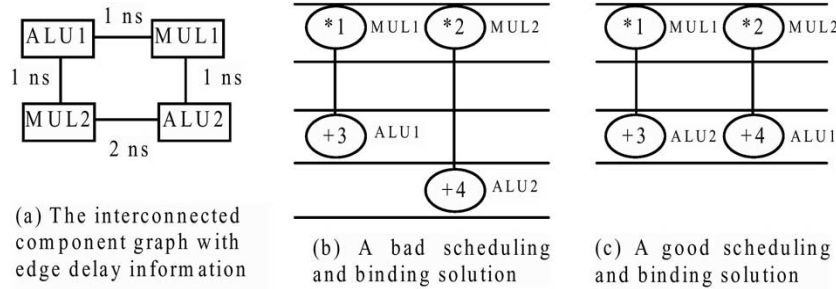 1 ns
ALU1
MUL1
1 ns
1 ns
MUL2
ALU2
2 ns
(a) The interconnected
component graph with
edge delay information
*1
MUL1
*2
MUL2
+3
ALU1
+4
ALU2
(b) A bad scheduling
and binding solution
*1
MUL1
*2
MUL2
+3
ALU2
+4
ALU1
(c) A good scheduling
and binding solution